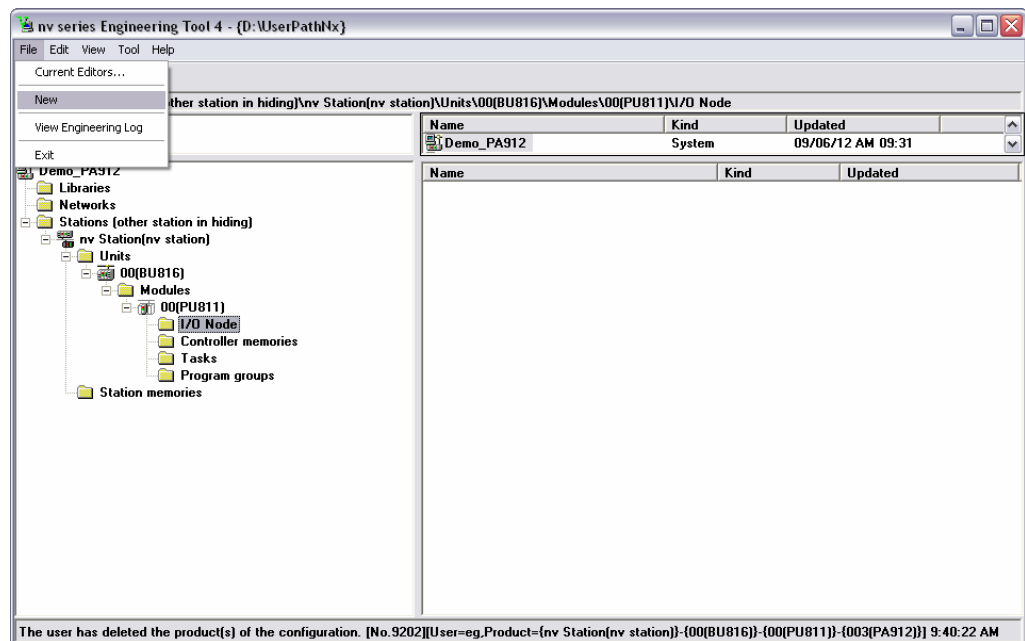 nv series Engineering Tool 4 - {D:\UserPathNx}
File Edit View Tool Help
Current Editors...
New
View Engineering Log
Exit
ther station in hiding)\nv Station(nv station)\Units\00(BU816)\Modules\00(PU811)\I/O Node
Name Kind Updated
Demo_PA912 System 09/06/12 AM 09:31
Name Kind Updated
Demo_PA912
Libraries
Networks
Stations (other station in hiding)
nv Station(nv station)
Units
00(BU816)
Modules
00(PU811)
I/O Node
Controller memories
Tasks
Program groups
Station memories
The user has deleted the product(s) of the configuration. [No.9202][User=eg,Product={nv Station(nv station)}-{00(BU816)}-{00(PU811)}-{003(PA912)}] 9:40:22 AM